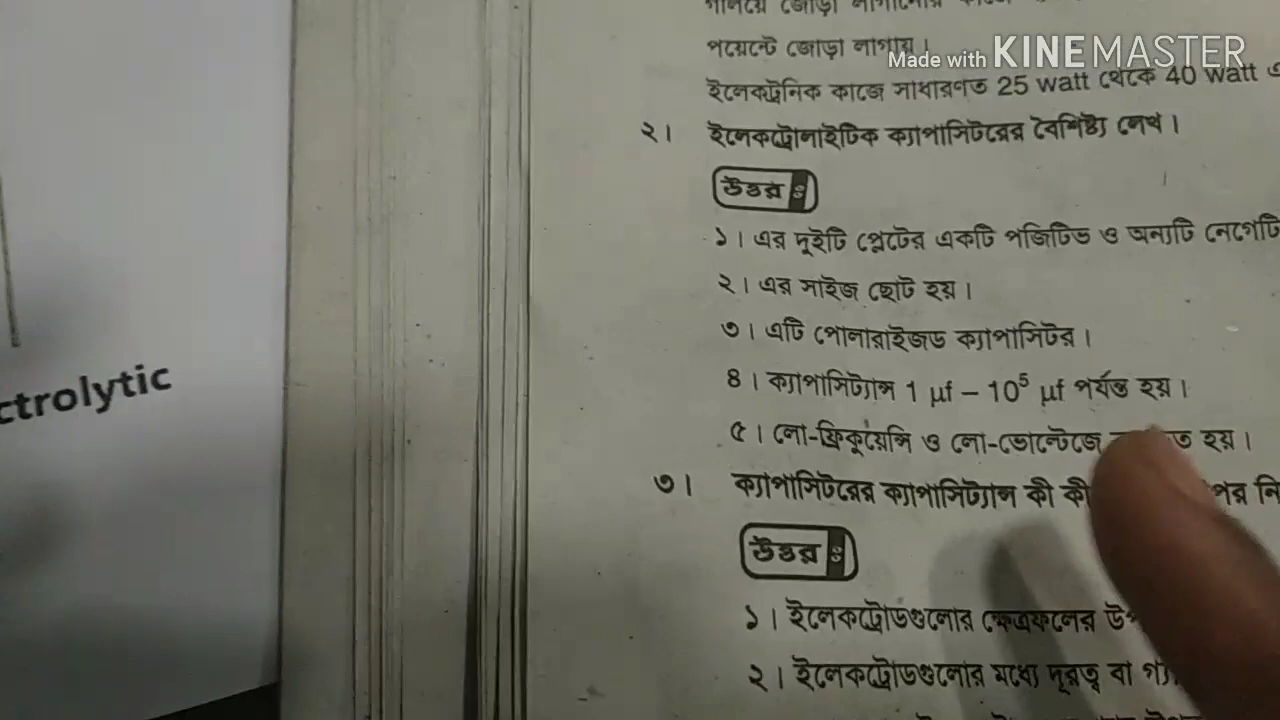 পয়েন্টে জোড়া লাগায়।
Made with KINEMASTER
ইলেকট্রনিক কাজে সাধারণত 25 watt থেকে 40 watt এ
২। ইলেকট্রোলাইটিক ক্যাপাসিটরের বৈশিষ্ট্য লেখ।
উত্তর ঃ
১। এর দুইটি প্লেটের একটি পজিটিভ ও অন্যটি নেগেটি
২। এর সাইজ ছোট হয়।
৩। এটি পোলারাইজড ক্যাপাসিটর।
ctrolytic
৪। ক্যাপাসিট্যান্স 1 μf – 10⁵ μf পর্যন্ত হয়।
৫। লো-ফ্রিকুয়েন্সি ও লো-ভোল্টেজে হয়।
৩। ক্যাপাসিটরের ক্যাপাসিট্যান্স কী কী পর নি
উত্তর ঃ
১। ইলেকট্রোডগুলোর ক্ষেত্রফলের উপ
২। ইলেকট্রোডগুলোর মধ্যে দূরত্ব বা গ্যা